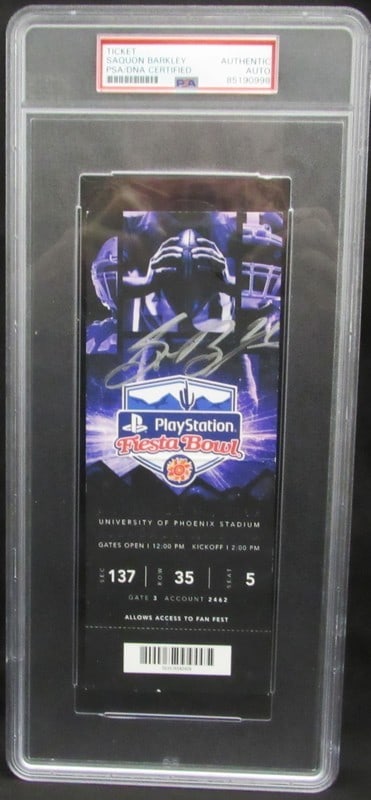 TICKET
SAQUON BARKLEY AUTHENTIC
PSA/DNA CERTIFIED AUTO
PSA 85190998
PlayStation
Fiesta Bowl
UNIVERSITY OF PHOENIX STADIUM
GATES OPEN | 12:00 PM KICKOFF | 2:00 PM
SEC 137 | ROW 35 | SEAT 5
GATE 3 ACCOUNT 2462
ALLOWS ACCESS TO FAN FEST